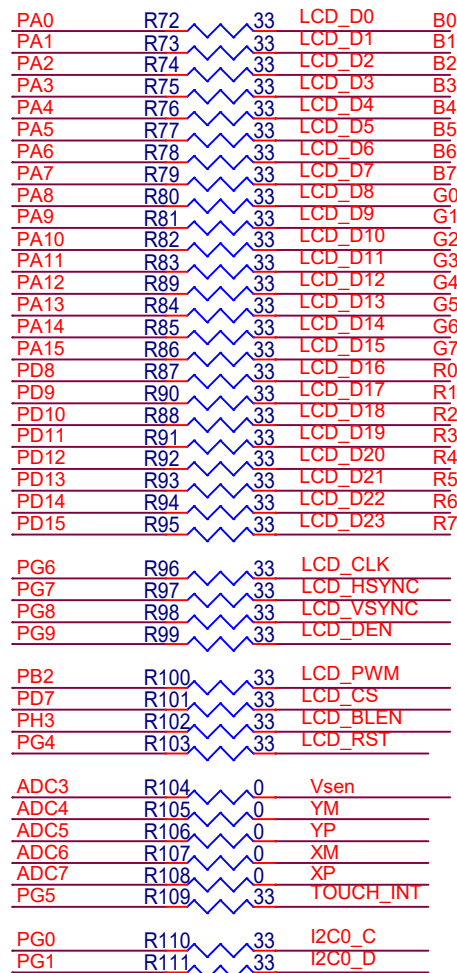 PA0 R72 33 LCD_D0 B0
PA1 R73 33 LCD_D1 B1
PA2 R74 33 LCD_D2 B2
PA3 R75 33 LCD_D3 B3
PA4 R76 33 LCD_D4 B4
PA5 R77 33 LCD_D5 B5
PA6 R78 33 LCD_D6 B6
PA7 R79 33 LCD_D7 B7
PA8 R80 33 LCD_D8 G0
PA9 R81 33 LCD_D9 G1
PA10 R82 33 LCD_D10 G2
PA11 R83 33 LCD_D11 G3
PA12 R89 33 LCD_D12 G4
PA13 R84 33 LCD_D13 G5
PA14 R85 33 LCD_D14 G6
PA15 R86 33 LCD_D15 G7
PD8 R87 33 LCD_D16 R0
PD9 R90 33 LCD_D17 R1
PD10 R88 33 LCD_D18 R2
PD11 R91 33 LCD_D19 R3
PD12 R92 33 LCD_D20 R4
PD13 R93 33 LCD_D21 R5
PD14 R94 33 LCD_D22 R6
PD15 R95 33 LCD_D23 R7
PG6 R96 33 LCD_CLK
PG7 R97 33 LCD_HSYNC
PG8 R98 33 LCD_VSYNC
PG9 R99 33 LCD_DEN
PB2 R100 33 LCD_PWM
PD7 R101 33 LCD_CS
PH3 R102 33 LCD_BLEN
PG4 R103 33 LCD_RST
ADC3 R104 0 Vsen
ADC4 R105 0 YM
ADC5 R106 0 YP
ADC6 R107 0 XM
ADC7 R108 0 XP
PG5 R109 33 TOUCH_INT
PG0 R110 33 I2C0_C
PG1 R111 33 I2C0_D